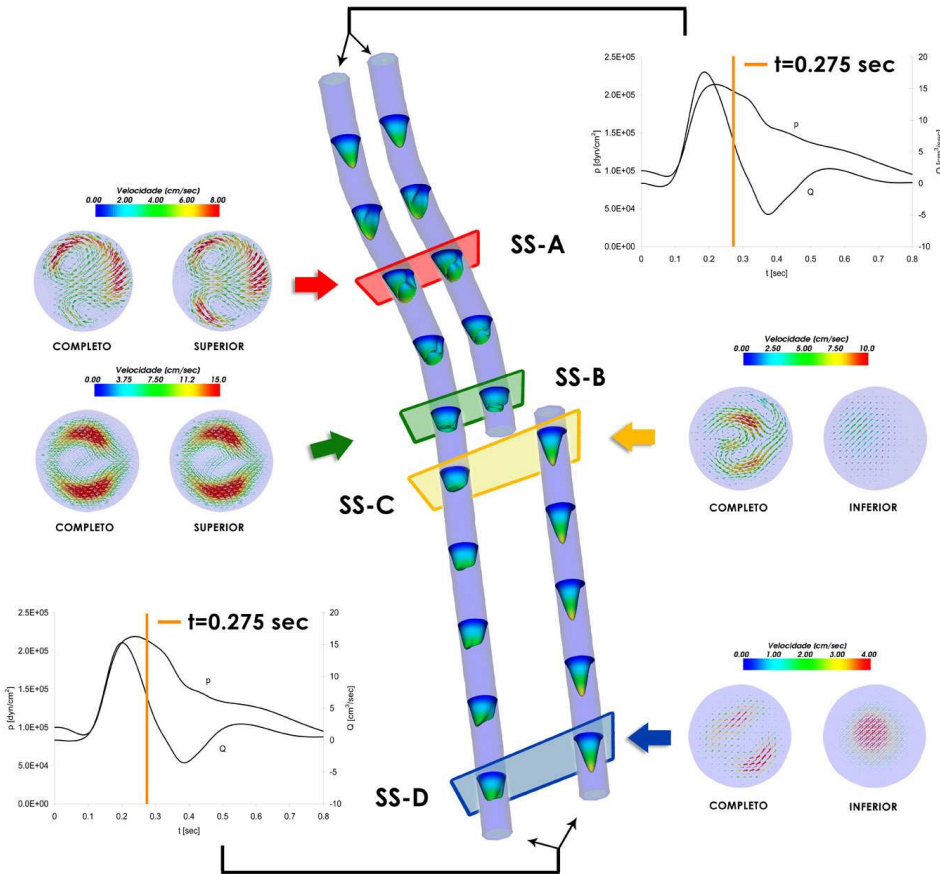 t=0.275 sec
2.5E+05
2.0E+05
1.5E+05
1.0E+05
5.0E+04
0.0E+00
p [dyn/cm²]
20
15
10
5
0
-5
-10
Q [cm³/sec]
p
Q
0 0.1 0.2 0.3 0.4 0.5 0.6 0.7 0.8
t [sec]
Velocidade (cm/sec)
0.00 2.00 4.00 6.00 8.00
COMPLETO SUPERIOR
SS-A
Velocidade (cm/sec)
0.00 3.75 7.50 11.2 15.0
COMPLETO SUPERIOR
SS-B
Velocidade (cm/sec)
0.00 2.50 5.00 7.50 10.0
COMPLETO INFERIOR
SS-C
t=0.275 sec
2.5E+05
2.0E+05
1.5E+05
1.0E+05
5.0E+04
0.0E+00
p [dyn/cm²]
20
15
10
5
0
-5
-10
Q [cm³/sec]
p
Q
0 0.1 0.2 0.3 0.4 0.5 0.6 0.7 0.8
t [sec]
Velocidade (cm/sec)
0.00 1.00 2.00 3.00 4.00
COMPLETO INFERIOR
SS-D